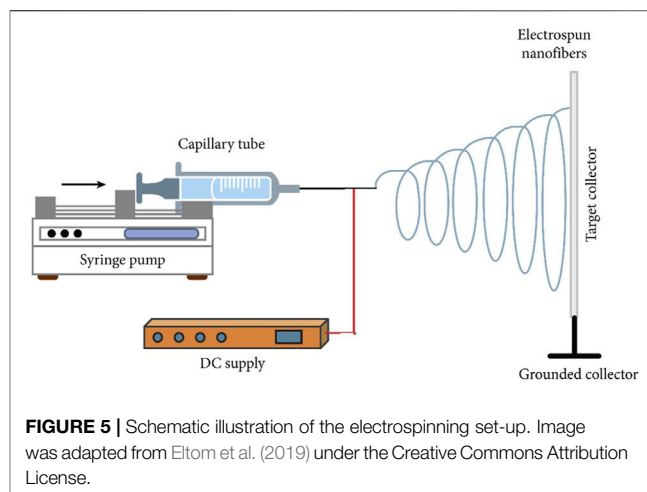 Electrospun
nanofibers
Capillary tube
Target collector
Syringe pump
DC supply
Grounded collector
FIGURE 5 | Schematic illustration of the electrospinning set-up. Image
was adapted from Eltom et al. (2019) under the Creative Commons Attribution
License.